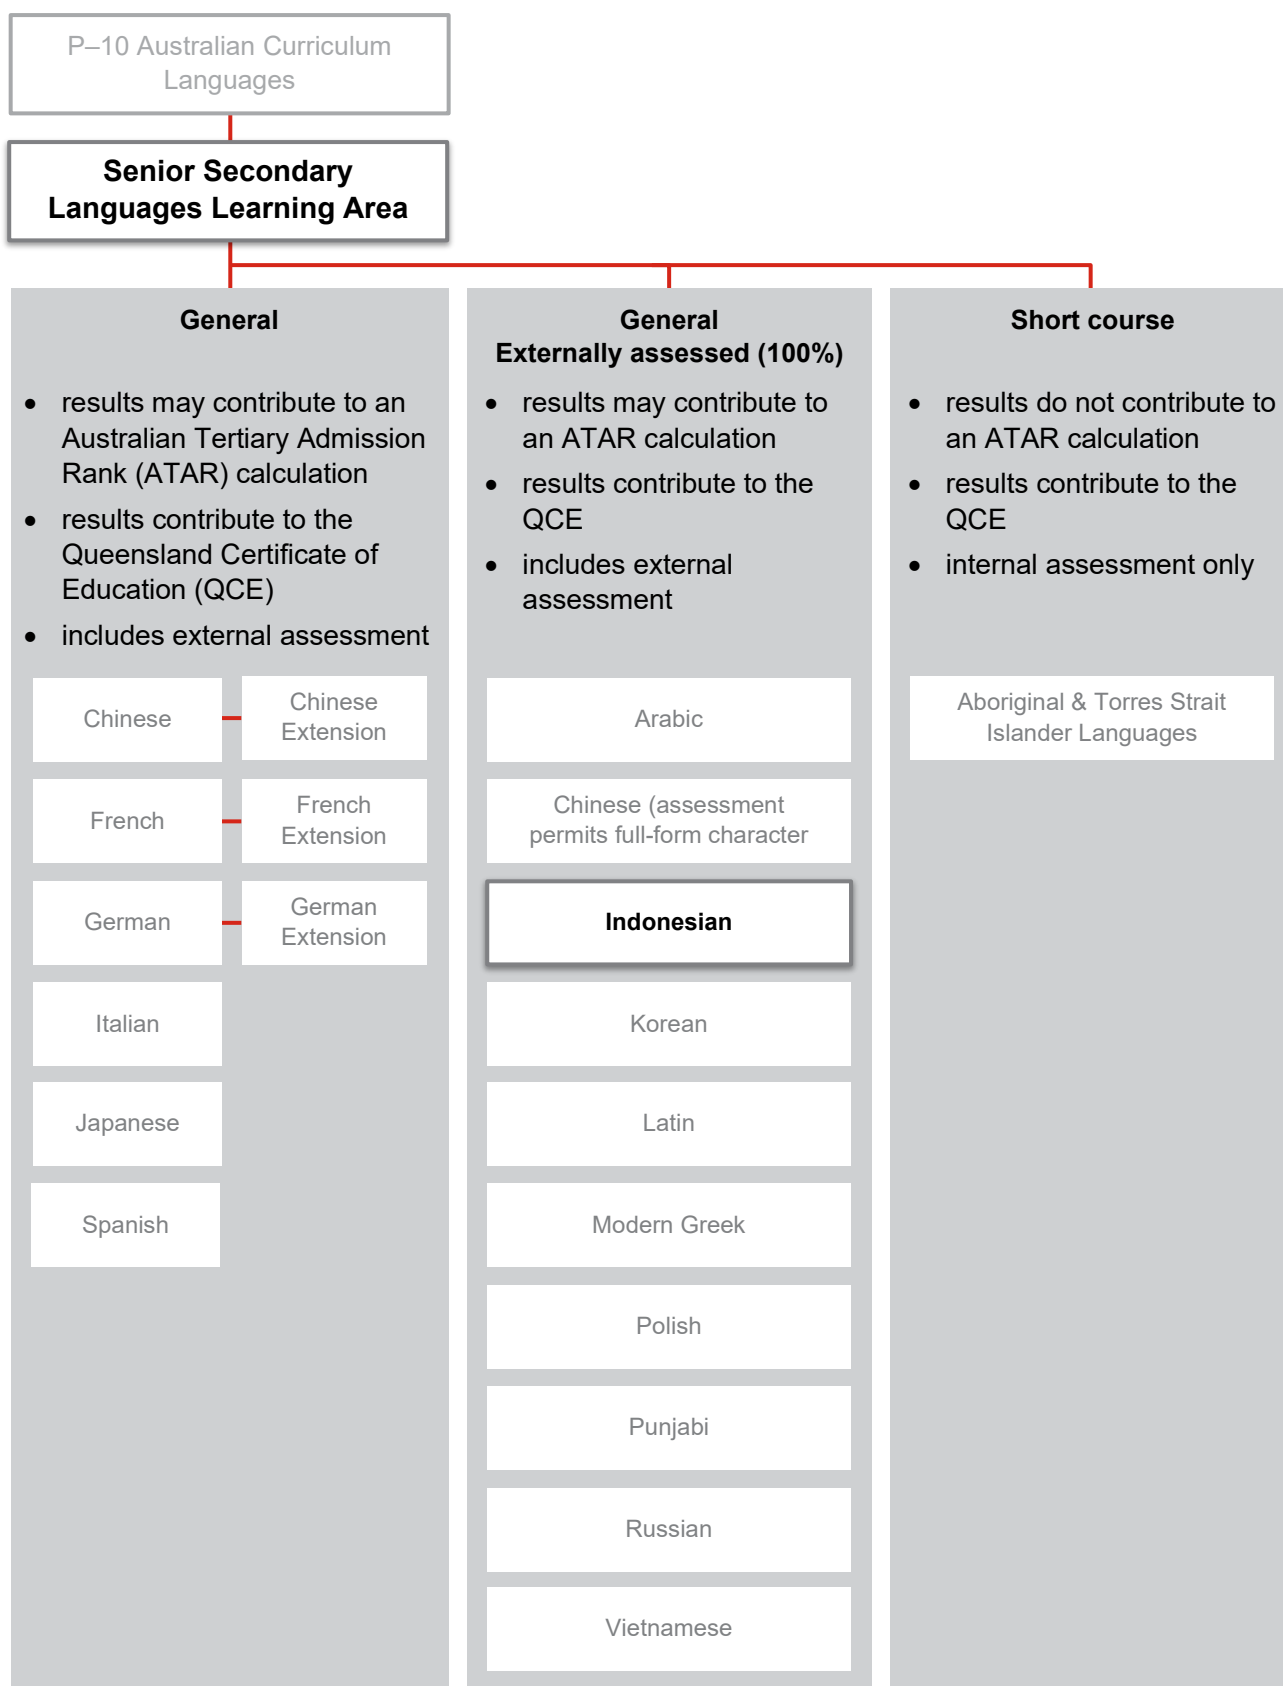 P–10 Australian Curriculum
Languages
Senior Secondary
Languages Learning Area
General
• results may contribute to an
Australian Tertiary Admission
Rank (ATAR) calculation
• results contribute to the
Queensland Certificate of
Education (QCE)
• includes external assessment
Chinese
Chinese
Extension
French
French
Extension
German
German
Extension
Italian
Japanese
Spanish
General
Externally assessed (100%)
• results may contribute to
an ATAR calculation
• results contribute to the
QCE
• includes external
assessment
Arabic
Chinese (assessment
permits full-form character
Indonesian
Korean
Latin
Modern Greek
Polish
Punjabi
Russian
Vietnamese
Short course
• results do not contribute to
an ATAR calculation
• results contribute to the
QCE
• internal assessment only
Aboriginal & Torres Strait
Islander Languages